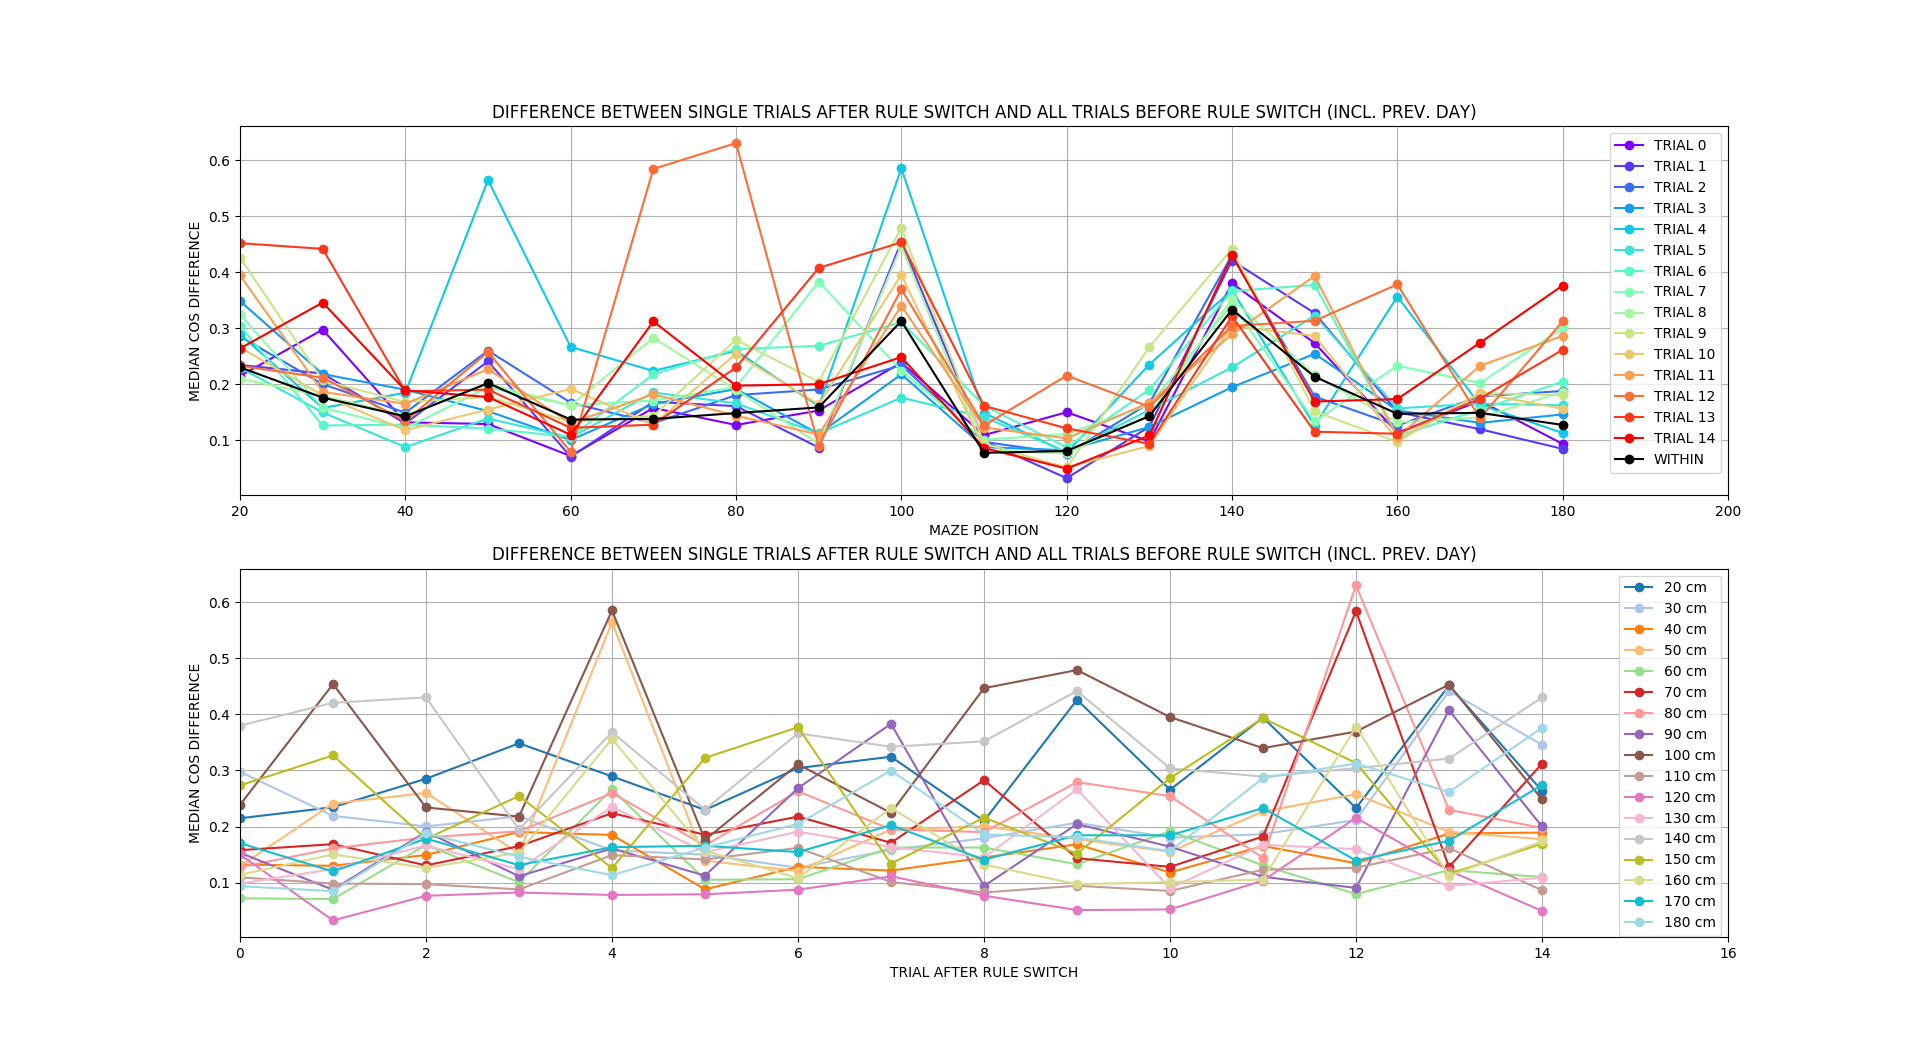 DIFFERENCE BETWEEN SINGLE TRIALS AFTER RULE SWITCH AND ALL TRIALS BEFORE RULE SWITCH (INCL. PREV. DAY)
MEDIAN COS DIFFERENCE
0.6
0.5
0.4
0.3
0.2
0.1
TRIAL 0
TRIAL 1
TRIAL 2
TRIAL 3
TRIAL 4
TRIAL 5
TRIAL 6
TRIAL 7
TRIAL 8
TRIAL 9
TRIAL 10
TRIAL 11
TRIAL 12
TRIAL 13
TRIAL 14
WITHIN
20 40 60 80 100 120 140 160 180 200
MAZE POSITION
DIFFERENCE BETWEEN SINGLE TRIALS AFTER RULE SWITCH AND ALL TRIALS BEFORE RULE SWITCH (INCL. PREV. DAY)
MEDIAN COS DIFFERENCE
0.6
0.5
0.4
0.3
0.2
0.1
20 cm
30 cm
40 cm
50 cm
60 cm
70 cm
80 cm
90 cm
100 cm
110 cm
120 cm
130 cm
140 cm
150 cm
160 cm
170 cm
180 cm
0 2 4 6 8 10 12 14 16
TRIAL AFTER RULE SWITCH